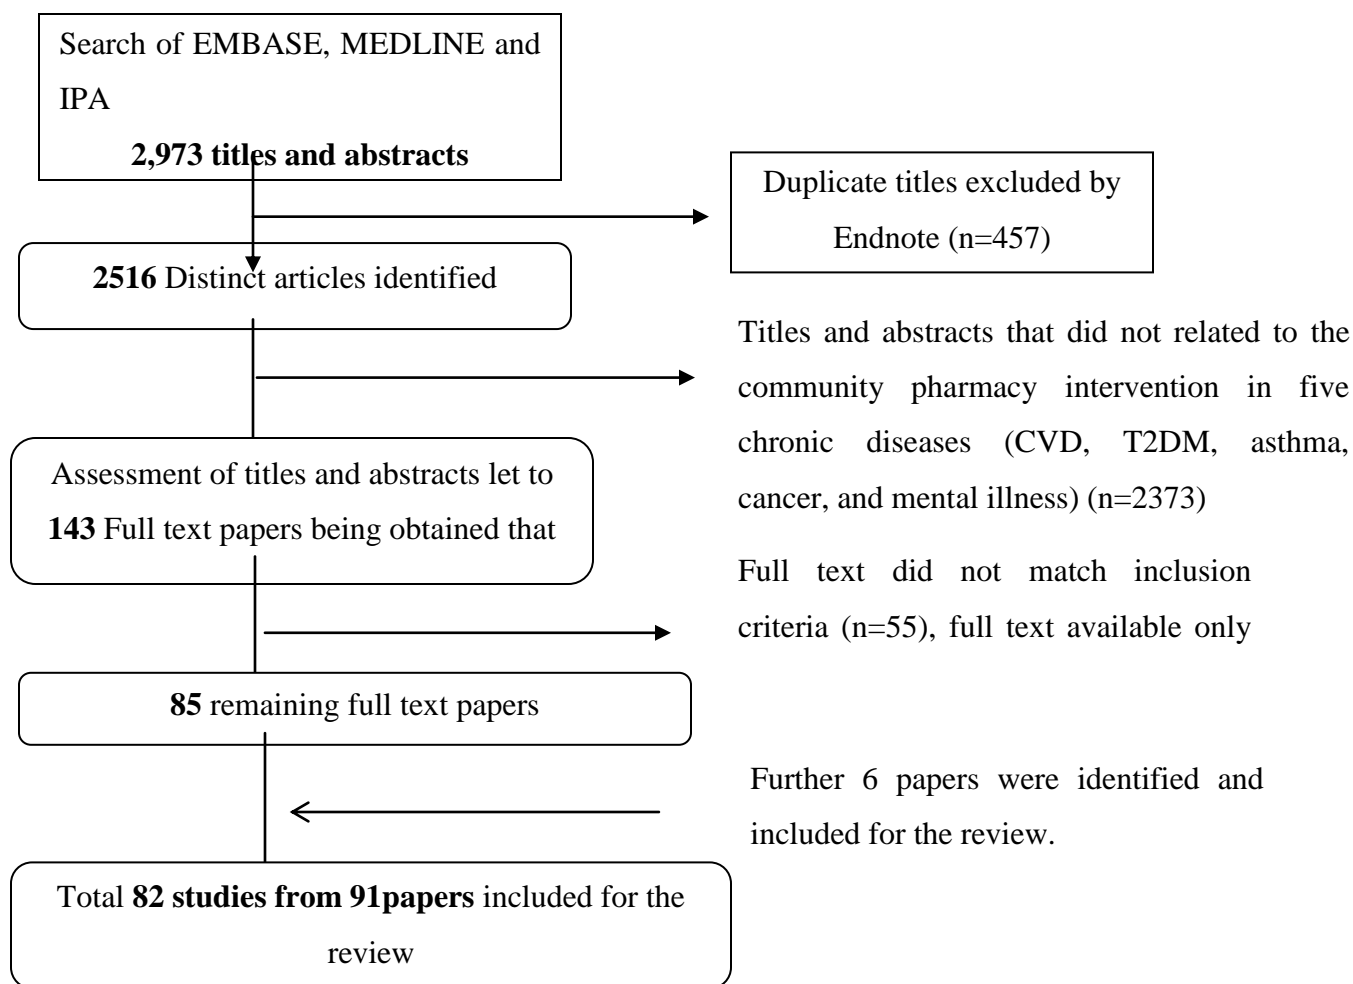 Search of EMBASE, MEDLINE and
IPA
2,973 titles and abstracts
Duplicate titles excluded by
Endnote (n=457)
2516 Distinct articles identified
Titles and abstracts that did not related to the
community pharmacy intervention in five
chronic diseases (CVD, T2DM, asthma,
cancer, and mental illness) (n=2373)
Assessment of titles and abstracts let to
143 Full text papers being obtained that
Full text did not match inclusion
criteria (n=55), full text available only
85 remaining full text papers
Further 6 papers were identified and
included for the review.
Total 82 studies from 91papers included for the
review